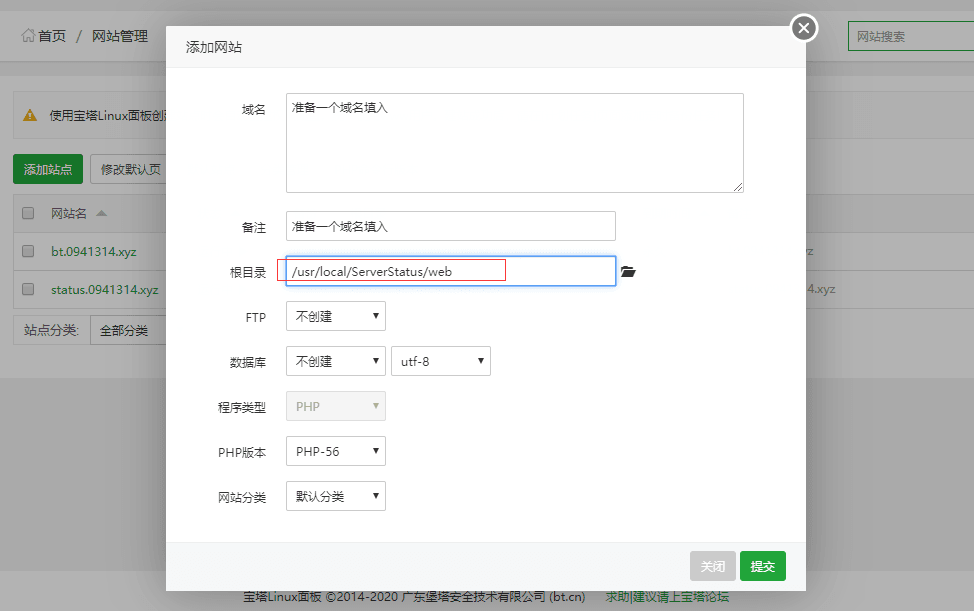 首页 / 网站管理
网站搜索
添加网站
使用宝塔Linux面板创建
添加站点
修改默认页
网站名
bt.0941314.xyz
status.0941314.xyz
站点分类:
全部分类
域名
准备一个域名填入
备注
准备一个域名填入
根目录
/usr/local/ServerStatus/web
FTP
不创建
数据库
不创建
utf-8
程序类型
PHP
PHP版本
PHP-56
网站分类
默认分类
关闭
提交
4.xyz
宝塔Linux面板 ©2014-2020 广东堡塔安全技术有限公司 (bt.cn)
求助|建议请上宝塔论坛